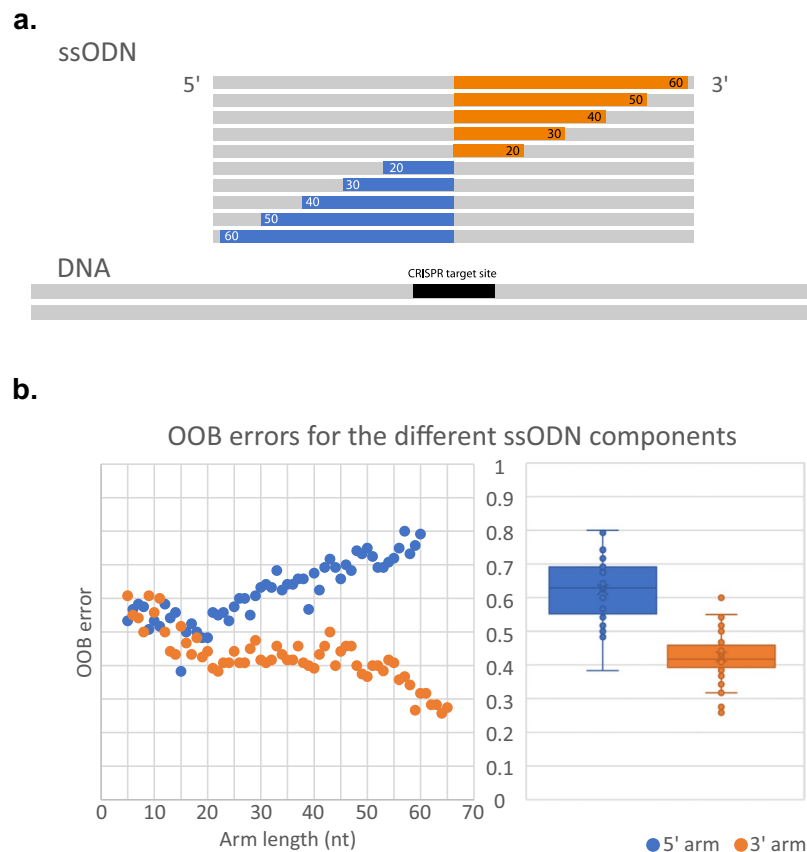 a.
ssODN
5' 60 3'
50
40
30
20
20
30
40
50
60
DNA
CRISPR target site
b.
OOB errors for the different ssODN components
1
0.9
0.8
0.7
0.6
0.5
0.4
0.3
0.2
0.1
0
OOB error
0 10 20 30 40 50 60 70
Arm length (nt)
5' arm 3' arm